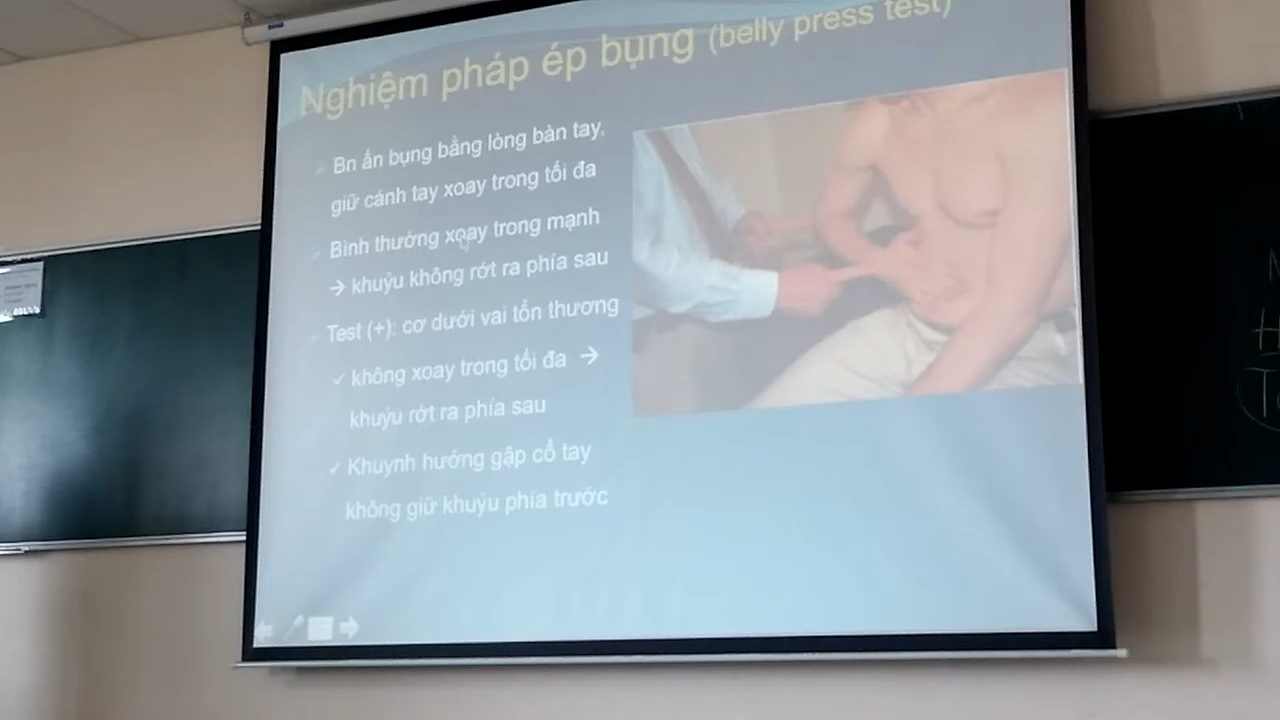 Nghiệm pháp ép bụng (belly press test)
Bn ấn bụng bằng lòng bàn tay,
giữ cánh tay xoay trong tối đa
Bình thường xoay trong mạnh
→ khuỷu không rớt ra phía sau
Test (+): cơ dưới vai tổn thương
✓ không xoay trong tối đa →
khuỷu rớt ra phía sau
✓ Khuynh hướng gập cổ tay
không giữ khuỷu phía trước